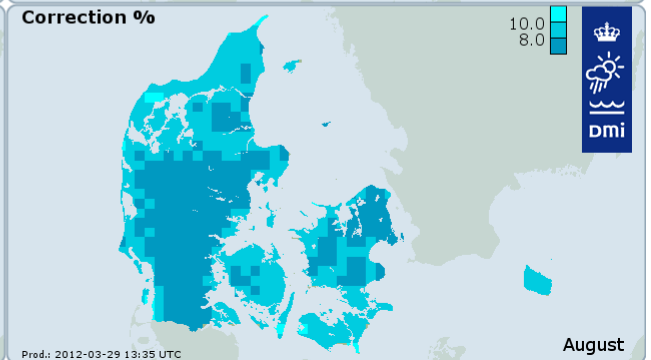 Correction %
10.0
8.0
DMI
August
Prod.: 2012-03-29 13:35 UTC